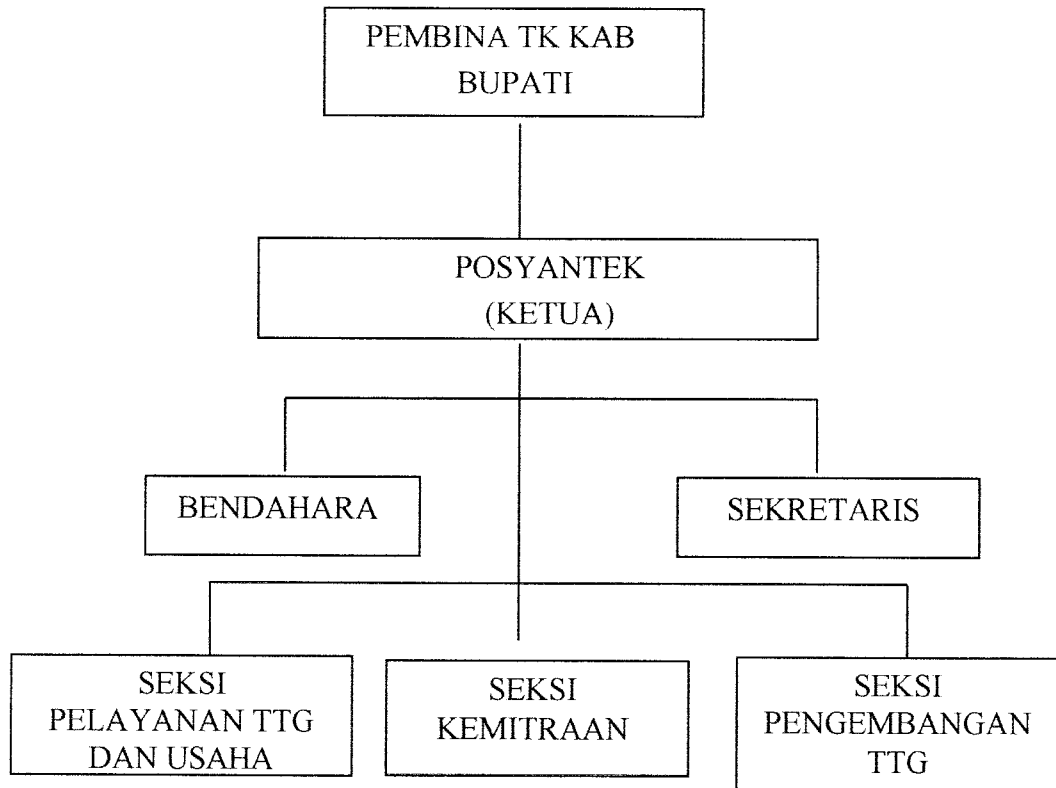 PEMBINA TK KAB
BUPATI
POSYANTEK
(KETUA)
BENDAHARA
SEKRETARIS
SEKSI
PELAYANAN TTG
DAN USAHA
SEKSI
KEMITRAAN
SEKSI
PENGEMBANGAN
TTG